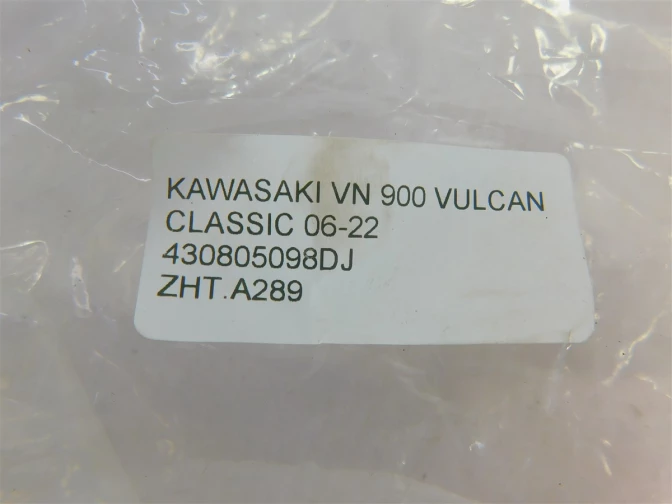 KAWASAKI VN 900 VULCAN
CLASSIC 06-22
430805098DJ
ZHT.A289